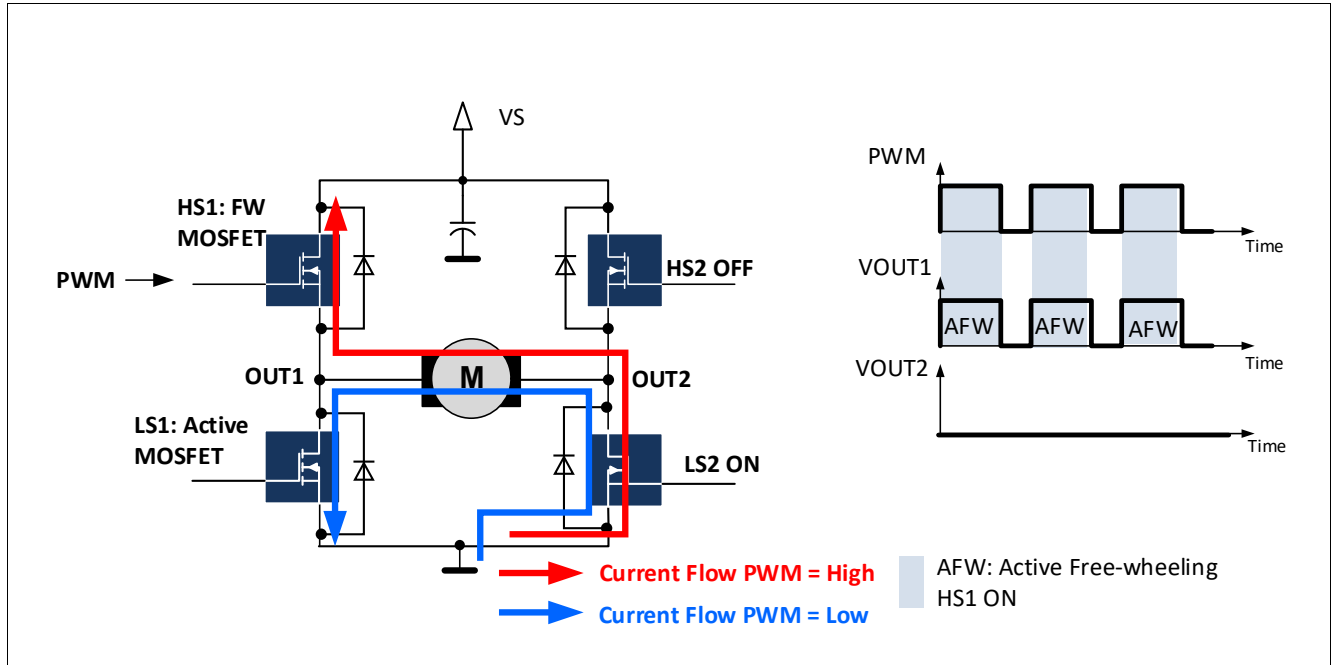 VS
HS1: FW
MOSFET
PWM
HS2 OFF
OUT1
M
OUT2
LS1: Active
MOSFET
LS2 ON
Current Flow PWM = High
Current Flow PWM = Low
PWM
Time
VOUT1
AFW
AFW
AFW
Time
VOUT2
Time
AFW: Active Free-wheeling
HS1 ON